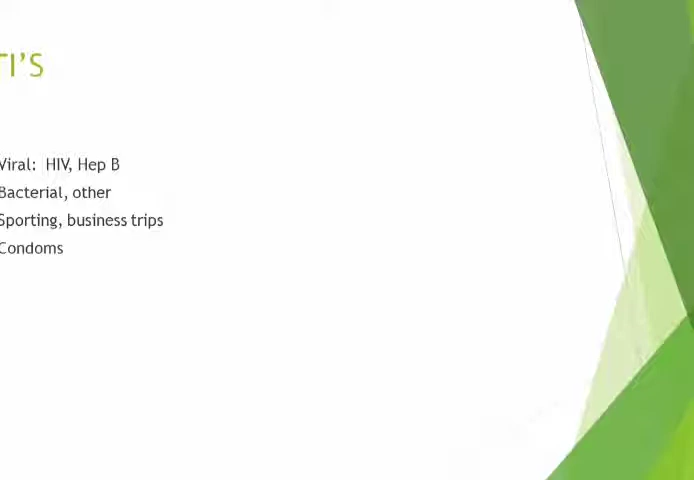 TI'S
Viral: HIV, Hep B
Bacterial, other
Sporting, business trips
Condoms